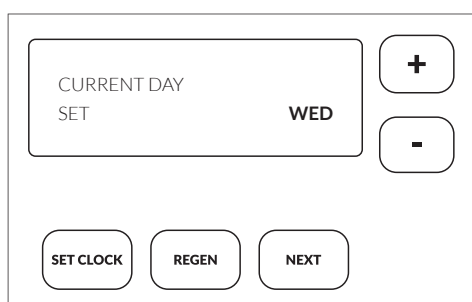 CURRENT DAY
SET WED
+
-
SET CLOCK REGEN NEXT